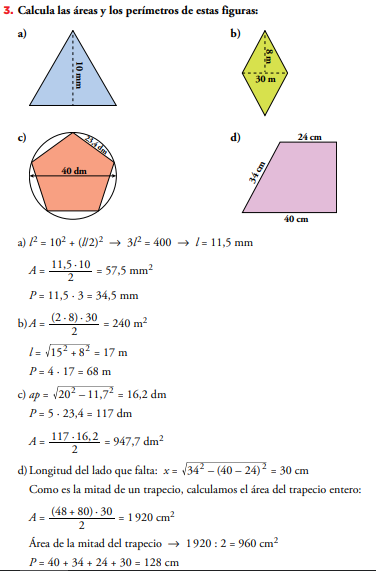 3. Calcula las áreas y los perímetros de estas figuras:
a)
b)
10 mm
8 m
30 m
c)
d)
23,4 dm
40 dm
24 cm
34 cm
40 cm
a) l² = 10² + (l/2)² → 3l² = 400 → l = 11,5 mm
A = \frac{11,5 · 10}{2} = 57,5 mm²
P = 11,5 · 3 = 34,5 mm
b) A = \frac{(2 · 8) · 30}{2} = 240 m²
l = √(15² + 8²) = 17 m
P = 4 · 17 = 68 m
c) ap = √(20² – 11,7²) = 16,2 dm
P = 5 · 23,4 = 117 dm
A = \frac{117 · 16,2}{2} = 947,7 dm²
d) Longitud del lado que falta: x = √(34² – (40 – 24)²) = 30 cm
Como es la mitad de un trapecio, calculamos el área del trapecio entero:
A = \frac{(48 + 80) · 30}{2} = 1 920 cm²
Área de la mitad del trapecio → 1 920 : 2 = 960 cm²
P = 40 + 34 + 24 + 30 = 128 cm